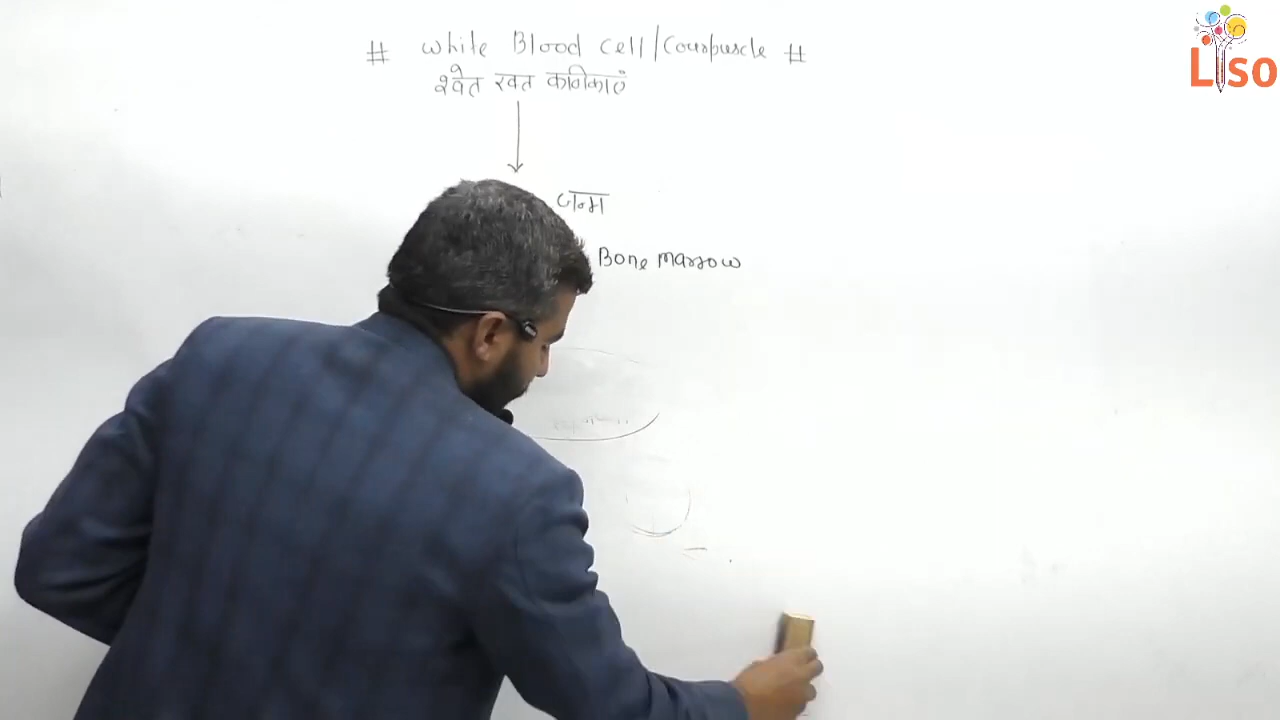 # White Blood Cell/Courpuscle #
श्वेत रक्त कणिकाएं
जन्म
Bone marrow
Liso